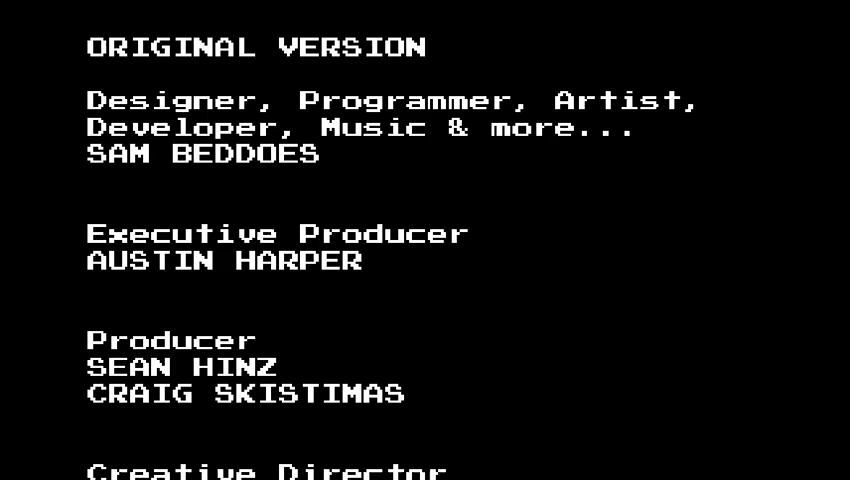 ORIGINAL VERSION
Designer, Programmer, Artist,
Developer, Music & more...
SAM BEDDOES
Executive Producer
AUSTIN HARPER
Producer
SEAN HINZ
CRAIG SKISTIMAS
Creative Director